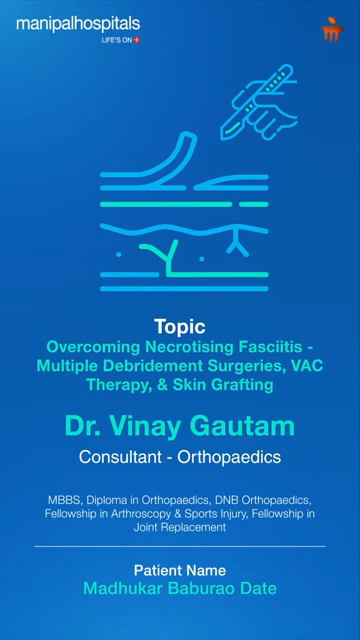 manipalhospitals
LIFE'S ON
Topic
Overcoming Necrotising Fasciitis -
Multiple Debridement Surgeries, VAC
Therapy, & Skin Grafting
Dr. Vinay Gautam
Consultant - Orthopaedics
MBBS, Diploma in Orthopaedics, DNB Orthopaedics,
Fellowship in Arthroscopy & Sports Injury, Fellowship in
Joint Replacement
Patient Name
Madhukar Baburao Date